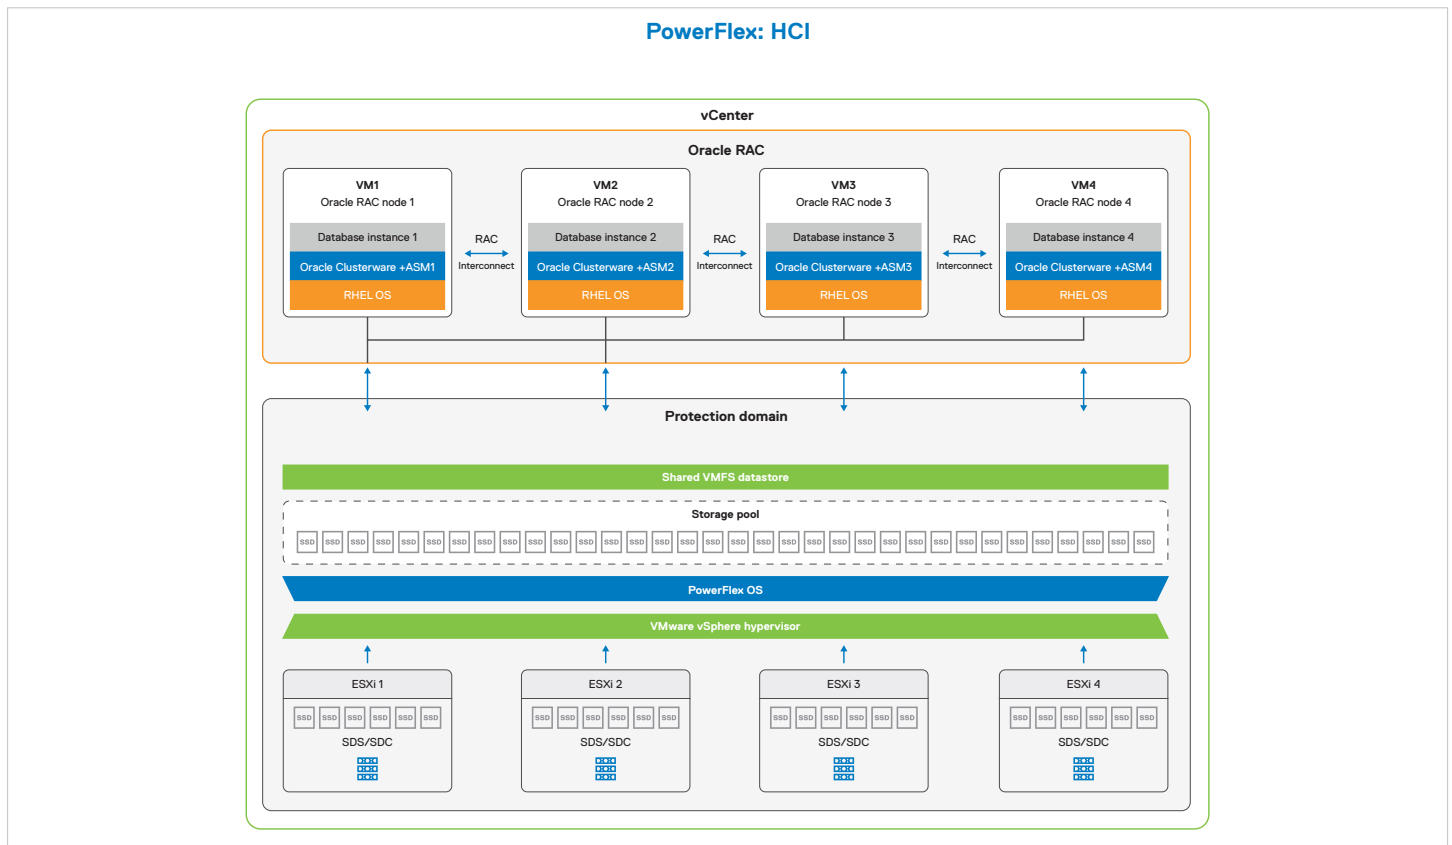 PowerFlex: HCI
vCenter
Oracle RAC
VM1
Oracle RAC node 1
Database instance 1
Oracle Clusterware +ASM1
RHEL OS
RAC
Interconnect
VM2
Oracle RAC node 2
Database instance 2
Oracle Clusterware +ASM2
RHEL OS
RAC
Interconnect
VM3
Oracle RAC node 3
Database instance 3
Oracle Clusterware +ASM3
RHEL OS
RAC
Interconnect
VM4
Oracle RAC node 4
Database instance 4
Oracle Clusterware +ASM4
RHEL OS
Protection domain
Shared VMFS datastore
Storage pool
SSD SSD SSD SSD SSD SSD SSD SSD SSD SSD SSD SSD SSD SSD SSD SSD SSD SSD SSD SSD SSD SSD SSD SSD SSD SSD SSD SSD SSD SSD SSD SSD SSD SSD
PowerFlex OS
VMware vSphere hypervisor
ESXi 1
SSD SSD SSD SSD SSD SSD
SDS/SDC
ESXi 2
SSD SSD SSD SSD SSD SSD
SDS/SDC
ESXi 3
SSD SSD SSD SSD SSD SSD
SDS/SDC
ESXi 4
SSD SSD SSD SSD SSD SSD
SDS/SDC